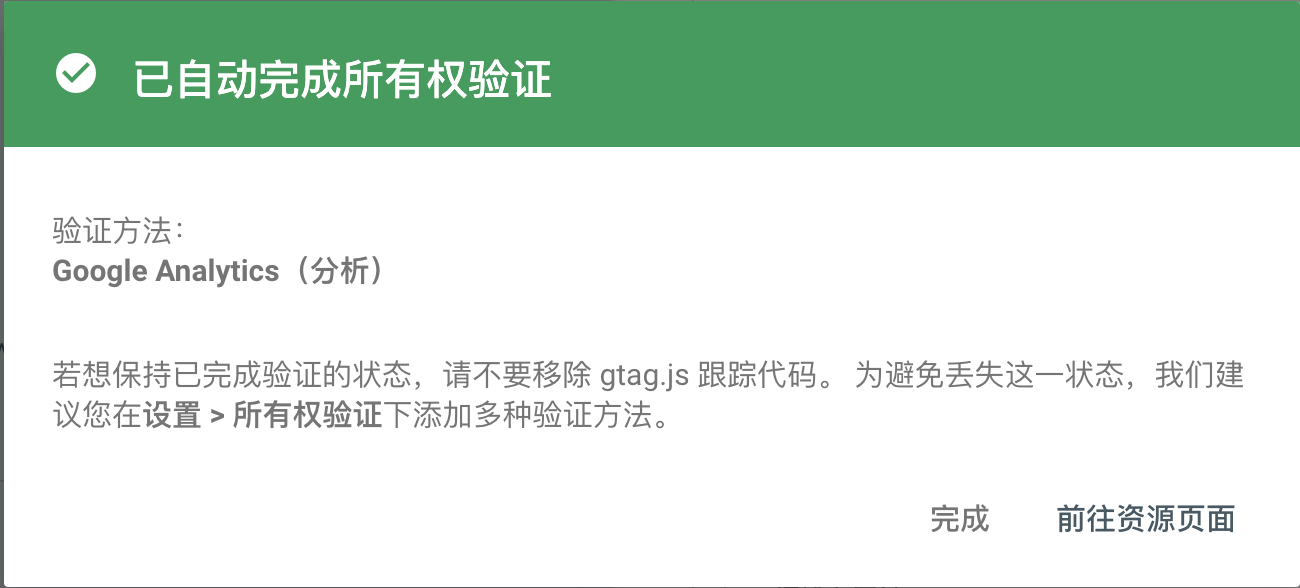 已自动完成所有权验证
验证方法：
Google Analytics（分析）
若想保持已完成验证的状态，请不要移除 gtag.js 跟踪代码。 为避免丢失这一状态，我们建
议您在设置 > 所有权验证下添加多种验证方法。
完成 前往资源页面